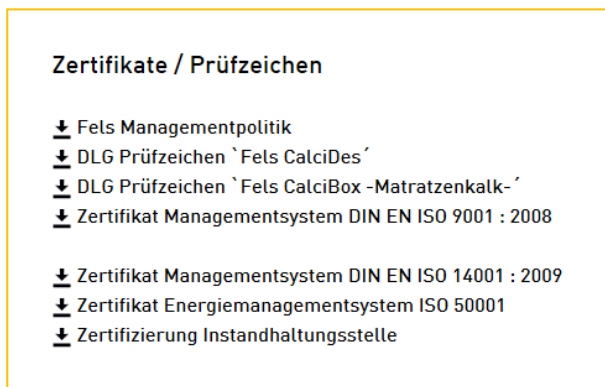 Zertifikate / Prüfzeichen
Fels Managementpolitik
DLG Prüfzeichen `Fels CalciDes´
DLG Prüfzeichen `Fels CalciBox -Matratzenkalk-´
Zertifikat Managementsystem DIN EN ISO 9001 : 2008
Zertifikat Managementsystem DIN EN ISO 14001 : 2009
Zertifikat Energiemanagementsystem ISO 50001
Zertifizierung Instandhaltungsstelle